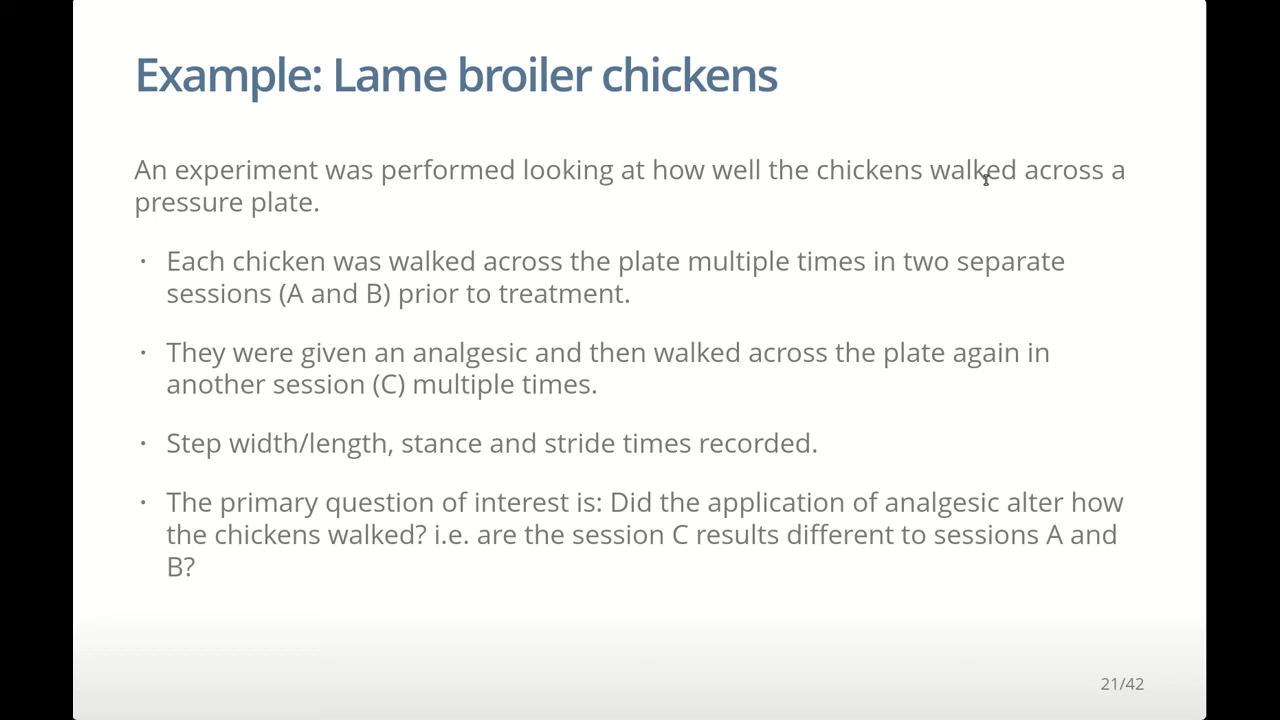 Example: Lame broiler chickens
An experiment was performed looking at how well the chickens walked across a
pressure plate.
· Each chicken was walked across the plate multiple times in two separate
sessions (A and B) prior to treatment.
· They were given an analgesic and then walked across the plate again in
another session (C) multiple times.
· Step width/length, stance and stride times recorded.
· The primary question of interest is: Did the application of analgesic alter how
the chickens walked? i.e. are the session C results different to sessions A and
B?
21/42